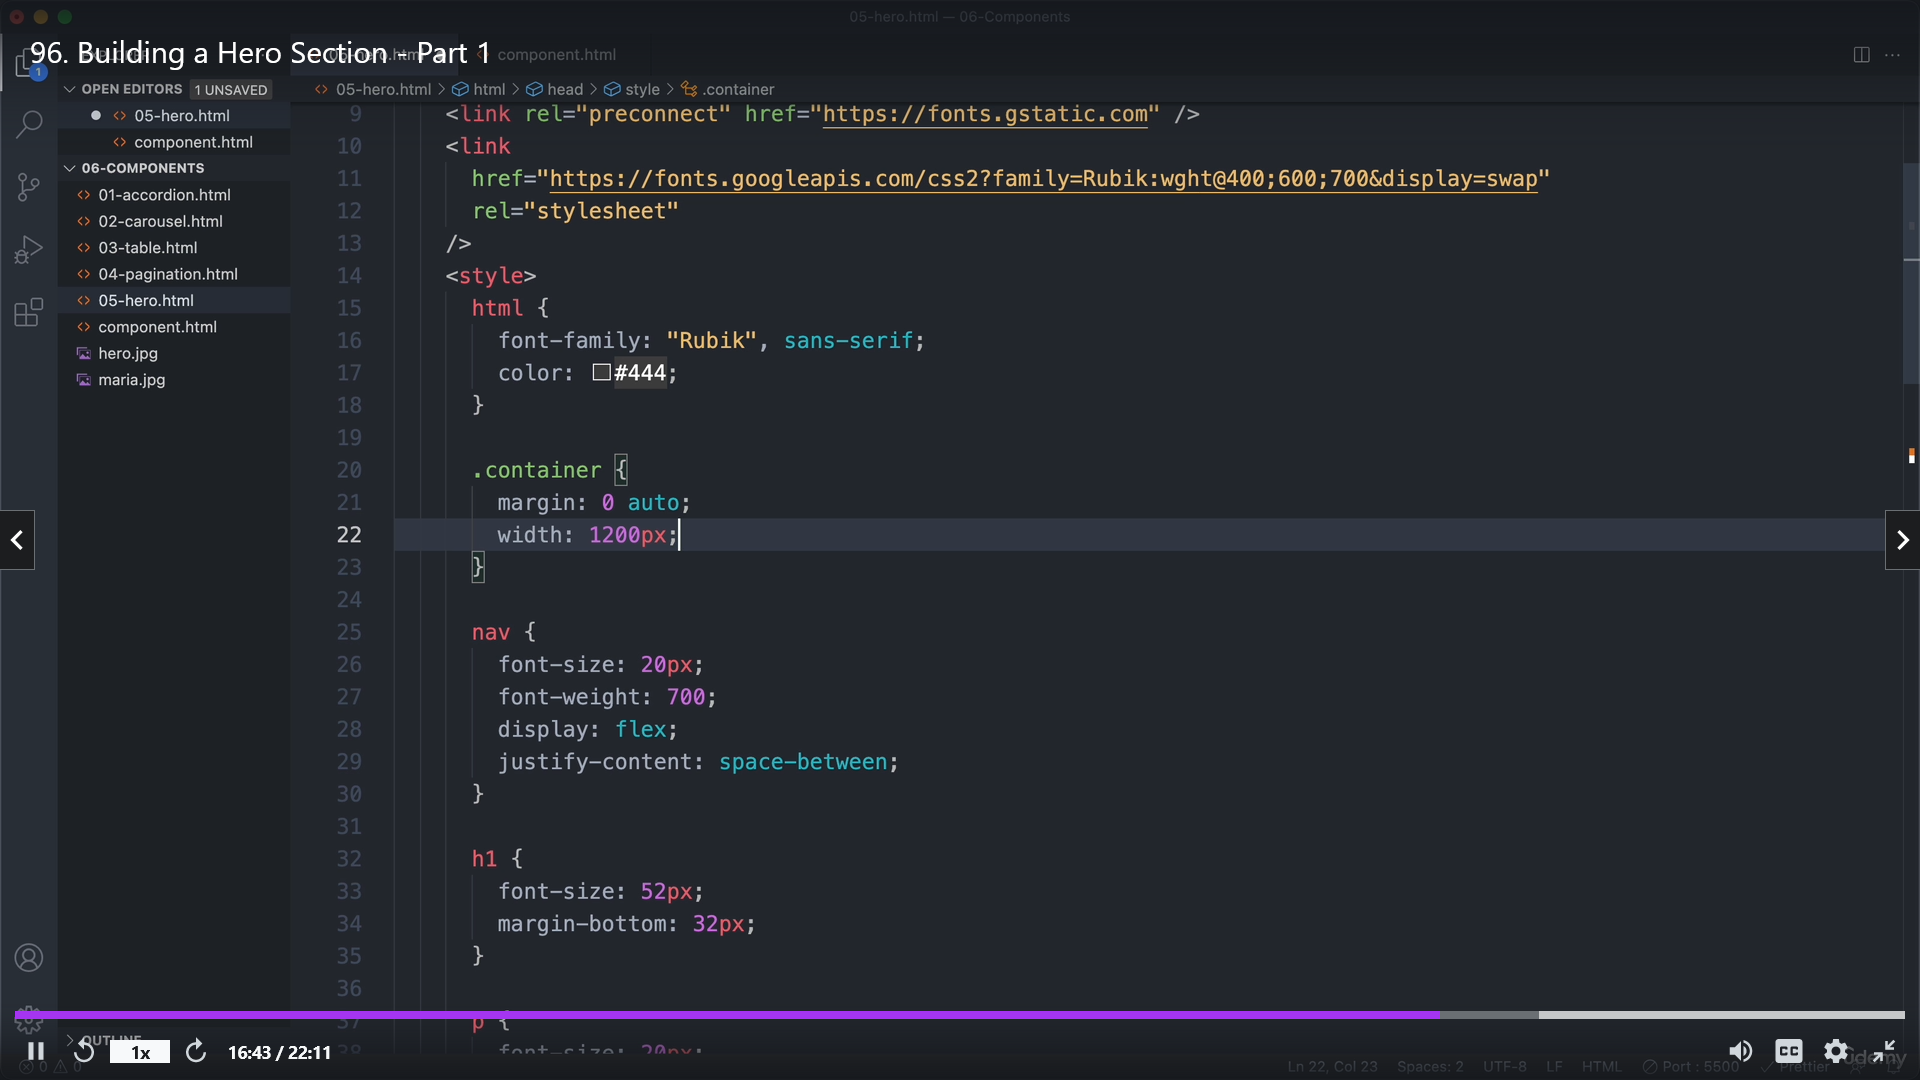 05-hero.html — 06-Components
96. Building a Hero Section - Part 1
component.html
1
OPEN EDITORS 1 UNSAVED
05-hero.html > html > head > style > .container
05-hero.html
component.html
06-COMPONENTS
01-accordion.html
02-carousel.html
03-table.html
04-pagination.html
05-hero.html
component.html
hero.jpg
maria.jpg
OUTLINE
9 <link rel="preconnect" href="https://fonts.gstatic.com" />
10 <link
11 href="https://fonts.googleapis.com/css2?family=Rubik:wght@400;600;700&display=swap"
12 rel="stylesheet"
13 />
14 <style>
15 html {
16 font-family: "Rubik", sans-serif;
17 color: #444;
18 }
19
20 .container {
21 margin: 0 auto;
22 width: 1200px;
23 }
24
25 nav {
26 font-size: 20px;
27 font-weight: 700;
28 display: flex;
29 justify-content: space-between;
30 }
31
32 h1 {
33 font-size: 52px;
34 margin-bottom: 32px;
35 }
36
37 p {
38 font-size: 20px;
1x
16:43 / 22:11
CC
0 0
Ln 22, Col 23 Spaces: 2 UTF-8 LF HTML Port : 5500 Prettier
Udemy